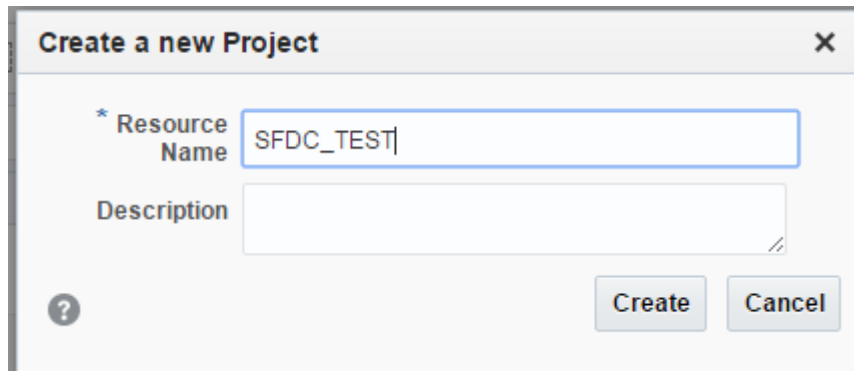 Create a new Project
* Resource
Name
SFDC_TEST
Description
Create
Cancel